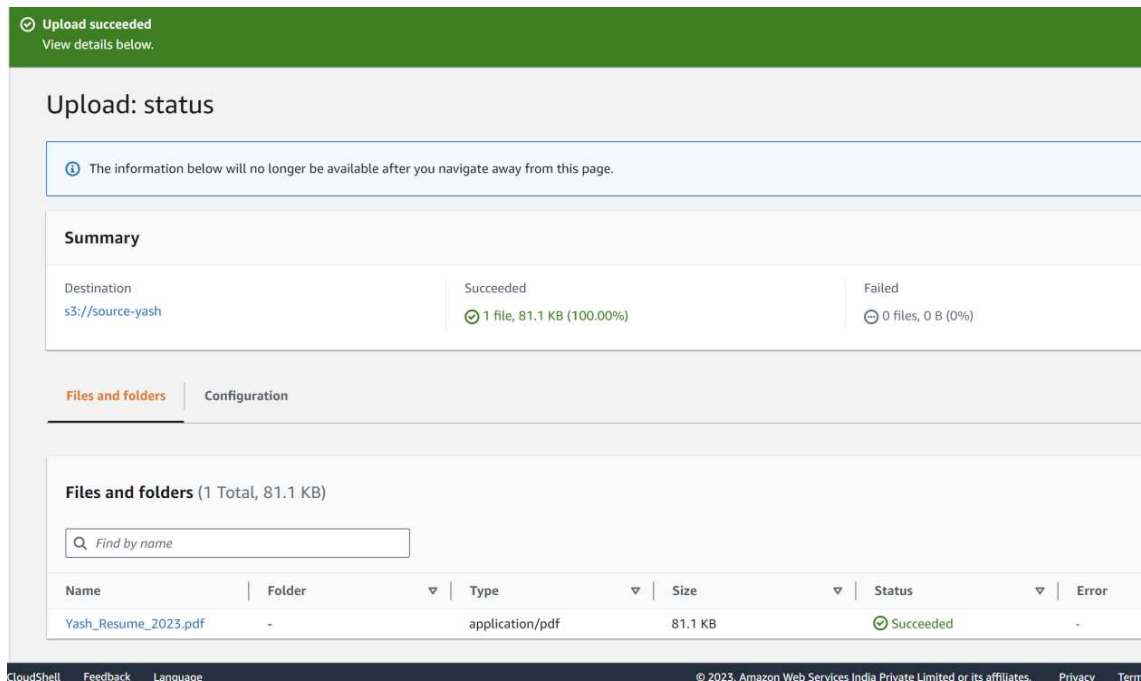 Upload succeeded
View details below.
Upload: status
The information below will no longer be available after you navigate away from this page.
Summary
Destination
s3://source-yash
Succeeded
1 file, 81.1 KB (100.00%)
Failed
0 files, 0 B (0%)
Files and folders Configuration
Files and folders (1 Total, 81.1 KB)
Find by name
Name Folder Type Size Status Error
Yash_Resume_2023.pdf - application/pdf 81.1 KB Succeeded -
CloudShell Feedback Language © 2023, Amazon Web Services India Private Limited or its affiliates. Privacy Term